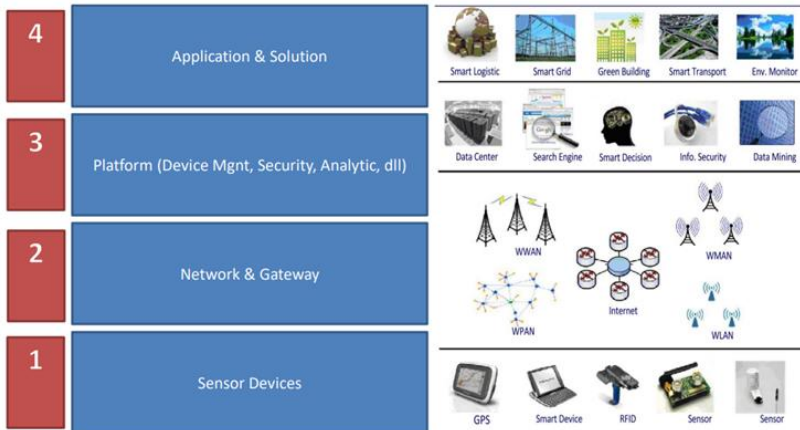 4
Application & Solution
Smart Logistic
Smart Grid
Green Building
Smart Transport
Env. Monitor
3
Platform (Device Mgnt, Security, Analytic, dll)
Data Center
Search Engine
Smart Decision
Info. Security
Data Mining
2
Network & Gateway
WWAN
WMAN
Internet
WPAN
WLAN
1
Sensor Devices
GPS
Smart Device
RFID
Sensor
Sensor